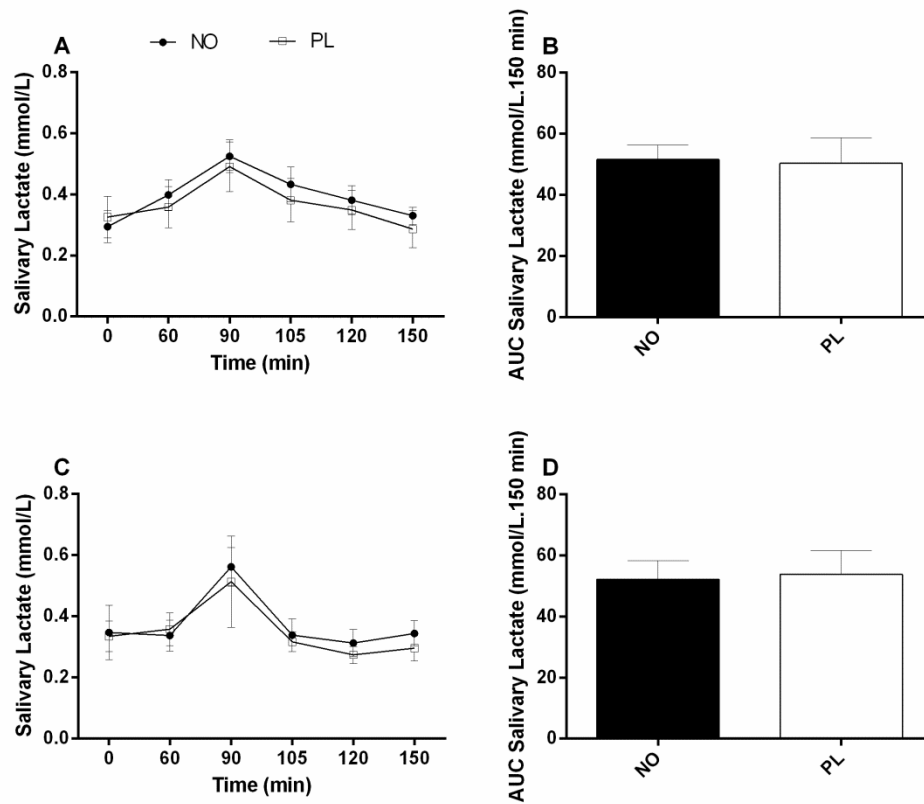 A
NO
PL
Salivary Lactate (mmol/L)
0.8
0.6
0.4
0.2
0.0
0 60 90 105 120 150
Time (min)
B
AUC Salivary Lactate (mmol/L.150 min)
80
60
40
20
0
NO PL
C
Salivary Lactate (mmol/L)
0.8
0.6
0.4
0.2
0 60 90 105 120 150
Time (min)
D
AUC Salivary Lactate (mmol/L.150 min)
80
60
40
20
0
NO PL